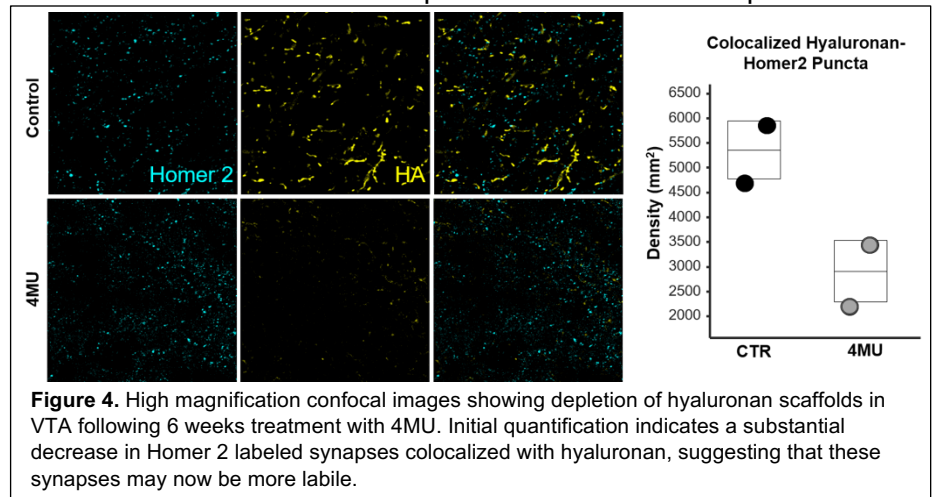 Control
Homer 2
HA
4MU
Colocalized Hyaluronan-
Homer2 Puncta
Density (mm²)
6500
6000
5500
5000
4500
4000
3500
3000
2500
2000
CTR
4MU
Figure 4. High magnification confocal images showing depletion of hyaluronan scaffolds in
VTA following 6 weeks treatment with 4MU. Initial quantification indicates a substantial
decrease in Homer 2 labeled synapses colocalized with hyaluronan, suggesting that these
synapses may now be more labile.